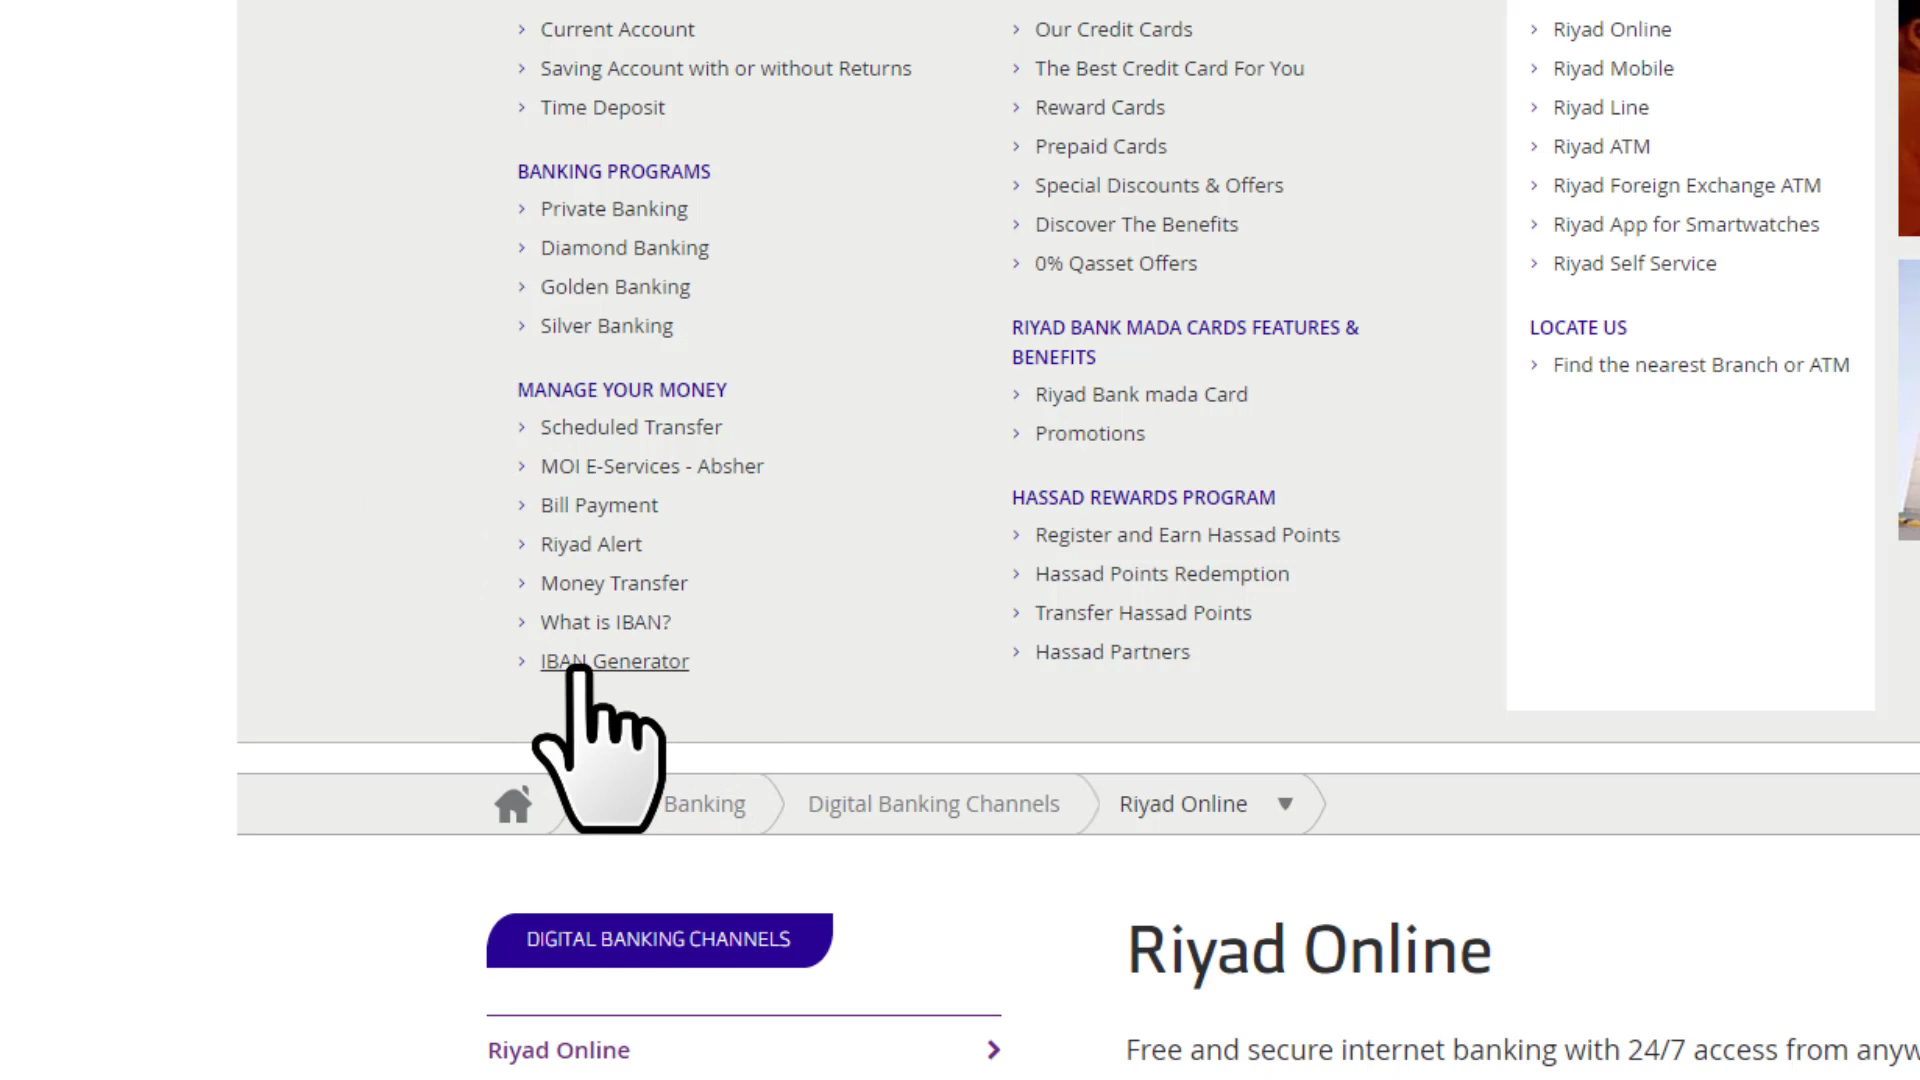 Current Account
Saving Account with or without Returns
Time Deposit
BANKING PROGRAMS
Private Banking
Diamond Banking
Golden Banking
Silver Banking
MANAGE YOUR MONEY
Scheduled Transfer
MOI E-Services - Absher
Bill Payment
Riyad Alert
Money Transfer
What is IBAN?
IBAN Generator
Our Credit Cards
The Best Credit Card For You
Reward Cards
Prepaid Cards
Special Discounts & Offers
Discover The Benefits
0% Qasset Offers
RIYAD BANK MADA CARDS FEATURES &
BENEFITS
Riyad Bank mada Card
Promotions
HASSAD REWARDS PROGRAM
Register and Earn Hassad Points
Hassad Points Redemption
Transfer Hassad Points
Hassad Partners
Riyad Online
Riyad Mobile
Riyad Line
Riyad ATM
Riyad Foreign Exchange ATM
Riyad App for Smartwatches
Riyad Self Service
LOCATE US
Find the nearest Branch or ATM
Banking Digital Banking Channels Riyad Online
DIGITAL BANKING CHANNELS
Riyad Online
Riyad Online
Free and secure internet banking with 24/7 access from